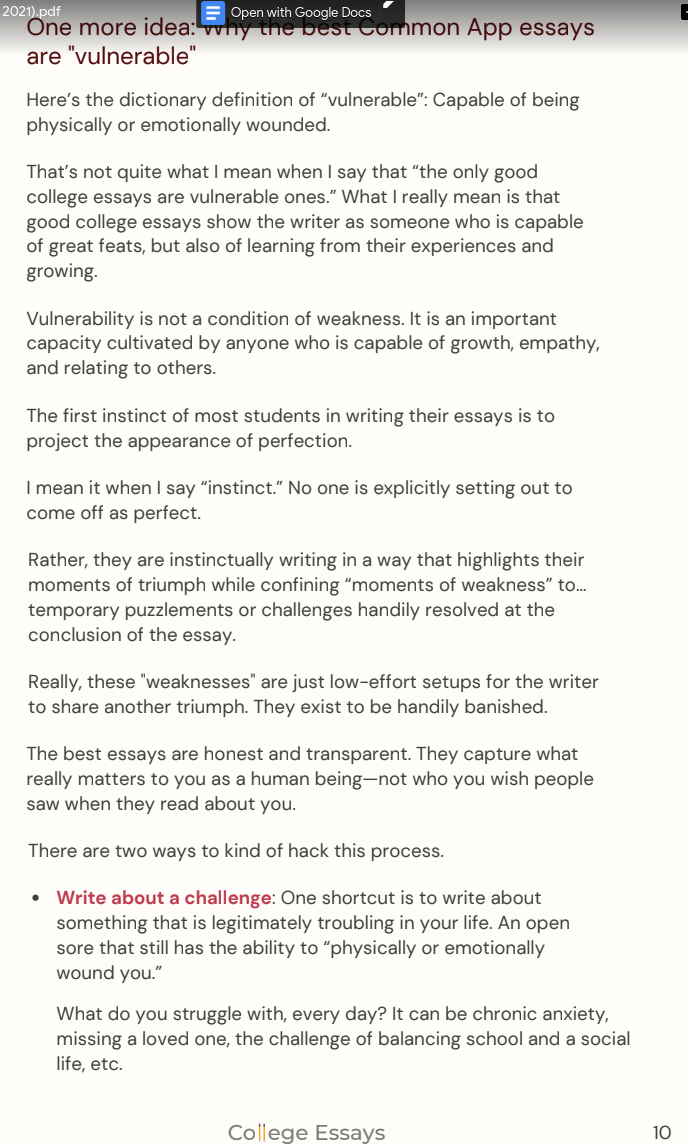 2021).pdf
Open with Google Docs
One more idea: Why the best Common App essays
are "vulnerable"
Here’s the dictionary definition of “vulnerable”: Capable of being
physically or emotionally wounded.
That’s not quite what I mean when I say that “the only good
college essays are vulnerable ones.” What I really mean is that
good college essays show the writer as someone who is capable
of great feats, but also of learning from their experiences and
growing.
Vulnerability is not a condition of weakness. It is an important
capacity cultivated by anyone who is capable of growth, empathy,
and relating to others.
The first instinct of most students in writing their essays is to
project the appearance of perfection.
I mean it when I say “instinct.” No one is explicitly setting out to
come off as perfect.
Rather, they are instinctually writing in a way that highlights their
moments of triumph while confining “moments of weakness” to...
temporary puzzlements or challenges handily resolved at the
conclusion of the essay.
Really, these "weaknesses" are just low-effort setups for the writer
to share another triumph. They exist to be handily banished.
The best essays are honest and transparent. They capture what
really matters to you as a human being—not who you wish people
saw when they read about you.
There are two ways to kind of hack this process.
• Write about a challenge: One shortcut is to write about
something that is legitimately troubling in your life. An open
sore that still has the ability to “physically or emotionally
wound you.”
What do you struggle with, every day? It can be chronic anxiety,
missing a loved one, the challenge of balancing school and a social
life, etc.
College Essays
10